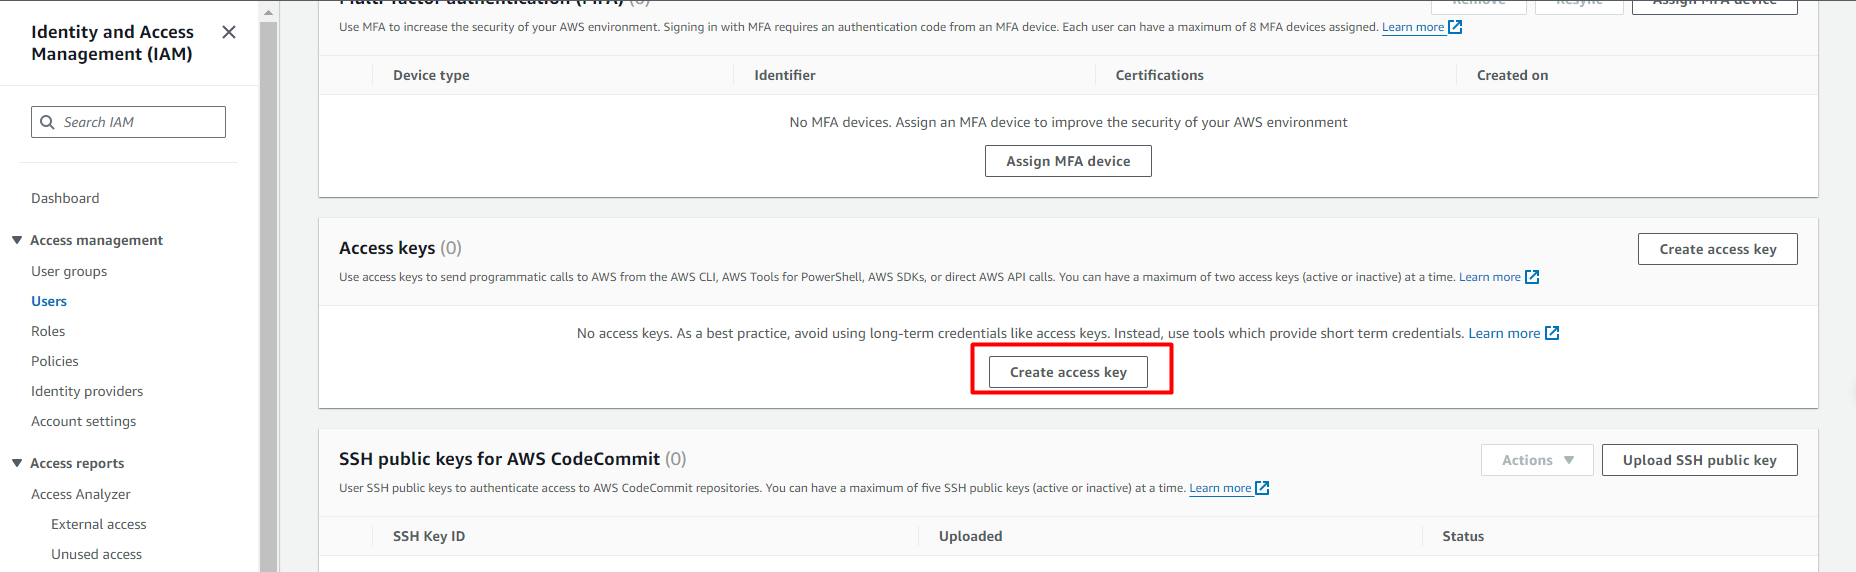 Identity and Access
Management (IAM)
Search IAM
Dashboard
Access management
User groups
Users
Roles
Policies
Identity providers
Account settings
Access reports
Access Analyzer
External access
Unused access
Multi-factor authentication (MFA) (0)
Remove
Resync
Assign MFA device
Use MFA to increase the security of your AWS environment. Signing in with MFA requires an authentication code from an MFA device. Each user can have a maximum of 8 MFA devices assigned. Learn more
Device type
Identifier
Certifications
Created on
No MFA devices. Assign an MFA device to improve the security of your AWS environment
Assign MFA device
Access keys (0)
Create access key
Use access keys to send programmatic calls to AWS from the AWS CLI, AWS Tools for PowerShell, AWS SDKs, or direct AWS API calls. You can have a maximum of two access keys (active or inactive) at a time. Learn more
No access keys. As a best practice, avoid using long-term credentials like access keys. Instead, use tools which provide short term credentials. Learn more
Create access key
SSH public keys for AWS CodeCommit (0)
Actions
Upload SSH public key
User SSH public keys to authenticate access to AWS CodeCommit repositories. You can have a maximum of five SSH public keys (active or inactive) at a time. Learn more
SSH Key ID
Uploaded
Status